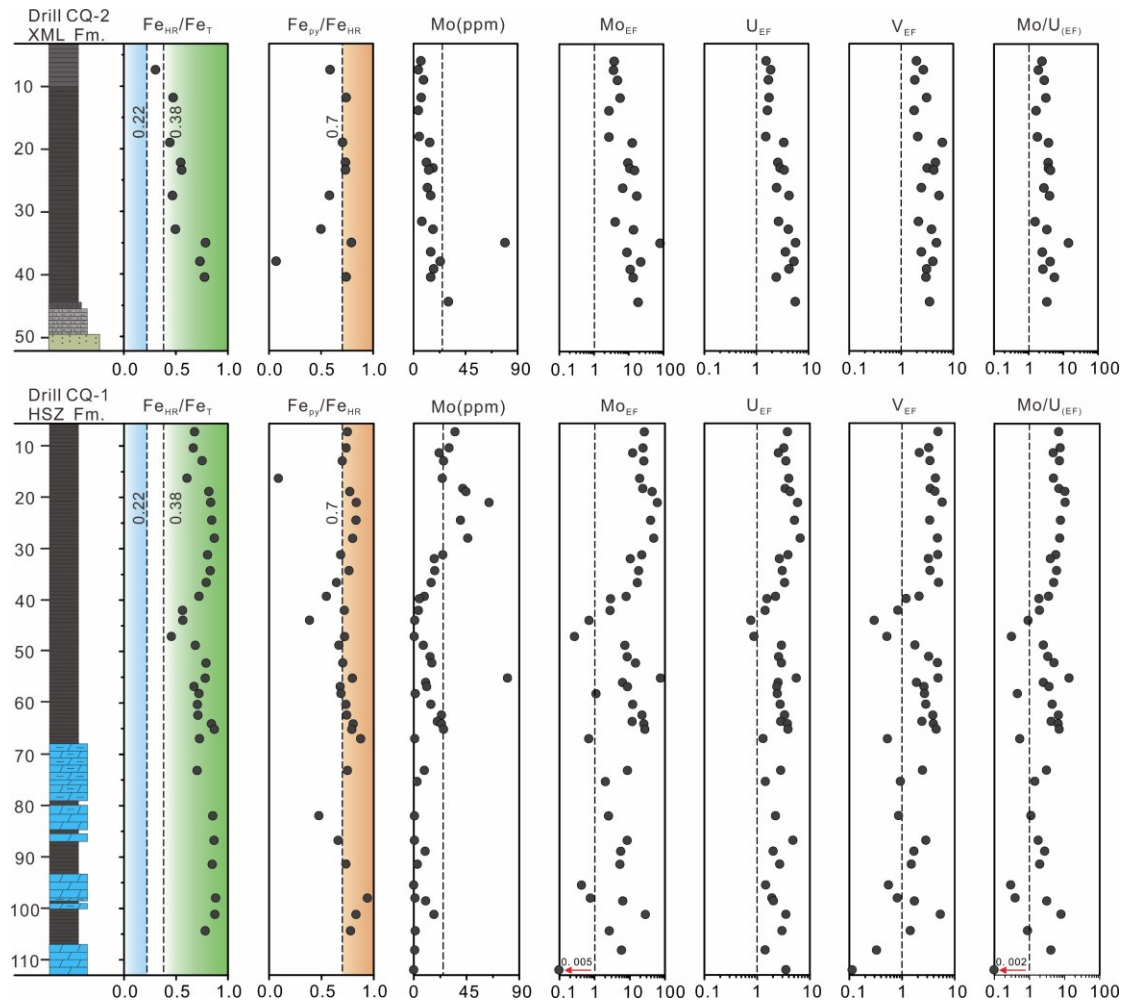 Drill CQ-2
XML Fm.
Fe_HR/Fe_T
Fe_py/Fe_HR
Mo(ppm)
Mo_EF
U_EF
V_EF
Mo/U_(EF)
10
20
30
40
50
0.22
0.38
0.7
0.0 0.5 1.0
0.0 0.5 1.0
0 45 90
0.1 1 10 100
0.1 1 10
0.1 1 10
0.1 1 10 100
Drill CQ-1
HSZ Fm.
Fe_HR/Fe_T
Fe_py/Fe_HR
Mo(ppm)
Mo_EF
U_EF
V_EF
Mo/U_(EF)
10
20
30
40
50
60
70
80
90
100
110
0.22
0.38
0.7
0.005
0.002
0.0 0.5 1.0
0.0 0.5 1.0
0 45 90
0.1 1 10 100
0.1 1 10
0.1 1 10
0.1 1 10 100